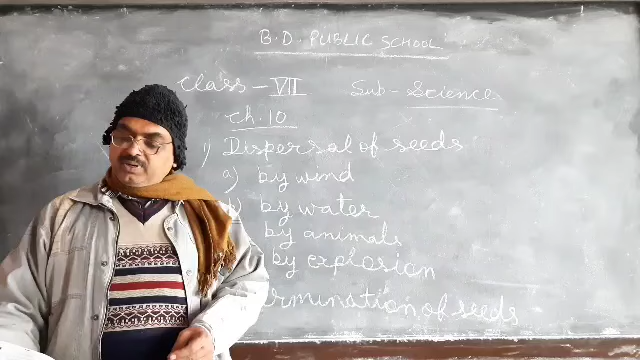 B.D. PUBLIC SCHOOL
Class - VII Sub - Science
Ch. 10
1) Dispersal of seeds
a) by wind
b) by water
by animals
by explosion
ermination of seeds